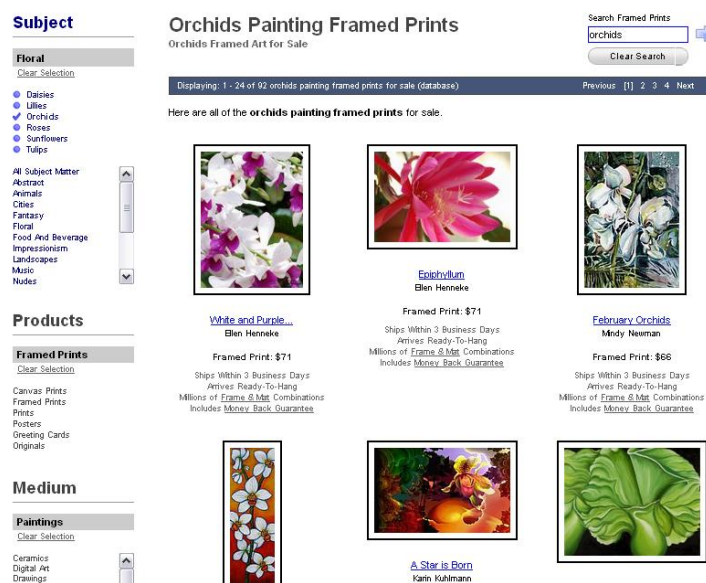 Subject
Floral
Clear Selection
Daisies
Lillies
Orchids
Roses
Sunflowers
Tulips
All Subject Matter
Abstract
Animals
Cities
Fantasy
Floral
Food And Beverage
Impressionism
Landscapes
Music
Nudes
Products
Framed Prints
Clear Selection
Canvas Prints
Framed Prints
Prints
Posters
Greeting Cards
Originals
Medium
Paintings
Clear Selection
Ceramics
Digital Art
Drawings
Orchids Painting Framed Prints
Orchids Framed Art for Sale
Search Framed Prints
orchids
Clear Search
Displaying: 1 - 24 of 92 orchids painting framed prints for sale (database)
Previous [1] 2 3 4 Next
Here are all of the orchids painting framed prints for sale.
White and Purple...
Ellen Henneke
Framed Print: $71
Ships Within 3 Business Days
Arrives Ready-To-Hang
Millions of Frame & Mat Combinations
Includes Money Back Guarantee
Epiphyllum
Ellen Henneke
Framed Print: $71
Ships Within 3 Business Days
Arrives Ready-To-Hang
Millions of Frame & Mat Combinations
Includes Money Back Guarantee
February Orchids
Mindy Newman
Framed Print: $66
Ships Within 3 Business Days
Arrives Ready-To-Hang
Millions of Frame & Mat Combinations
Includes Money Back Guarantee
A Star is Born
Karin Kuhlmann